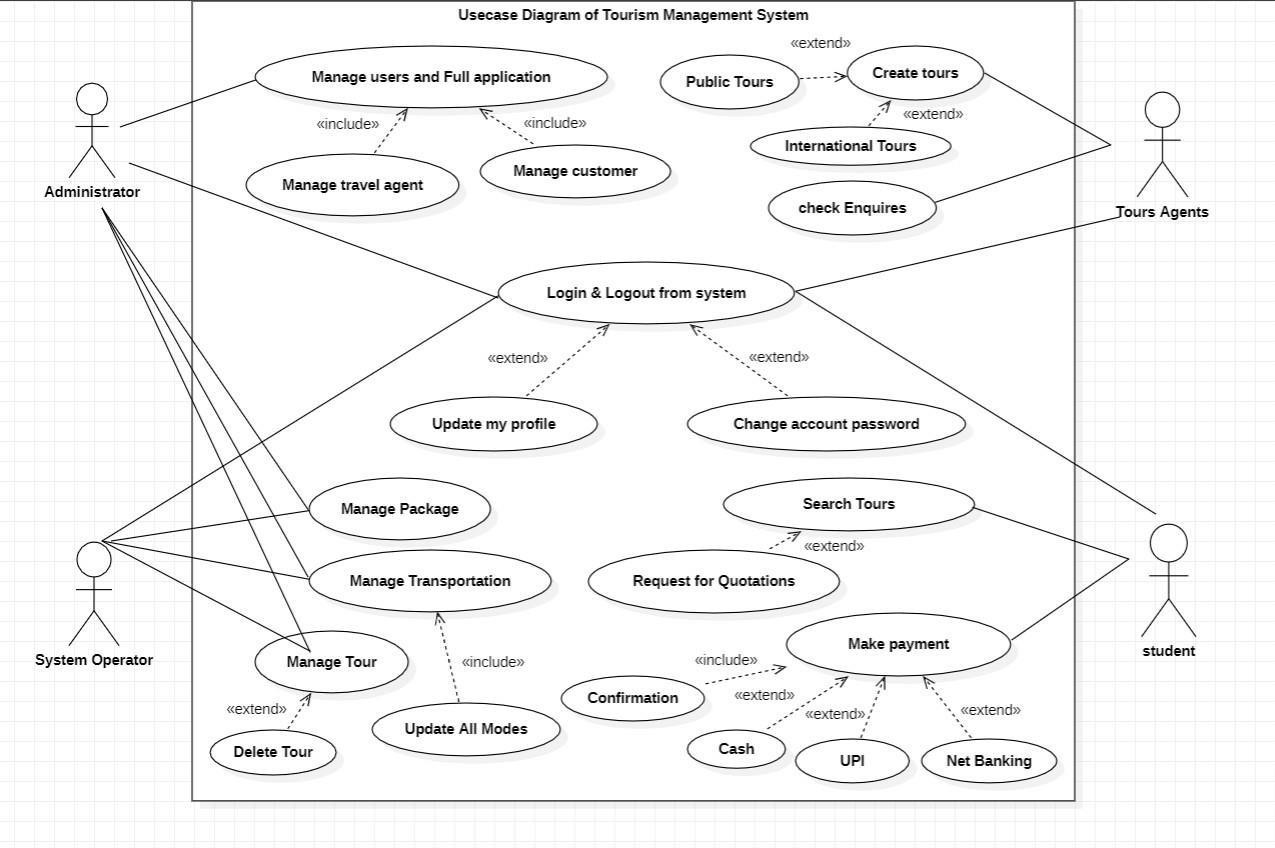 Usecase Diagram of Tourism Management System
«extend»
Manage users and Full application
Public Tours
Create tours
«include»
«include»
«extend»
International Tours
Manage travel agent
Manage customer
Administrator
check Enquires
Tours Agents
Login & Logout from system
«extend»
«extend»
Update my profile
Change account password
Manage Package
Search Tours
«extend»
Manage Transportation
Request for Quotations
Make payment
System Operator
student
Manage Tour
«include»
«include»
Confirmation
«extend»
«extend»
«extend»
«extend»
Update All Modes
Delete Tour
Cash
UPI
Net Banking